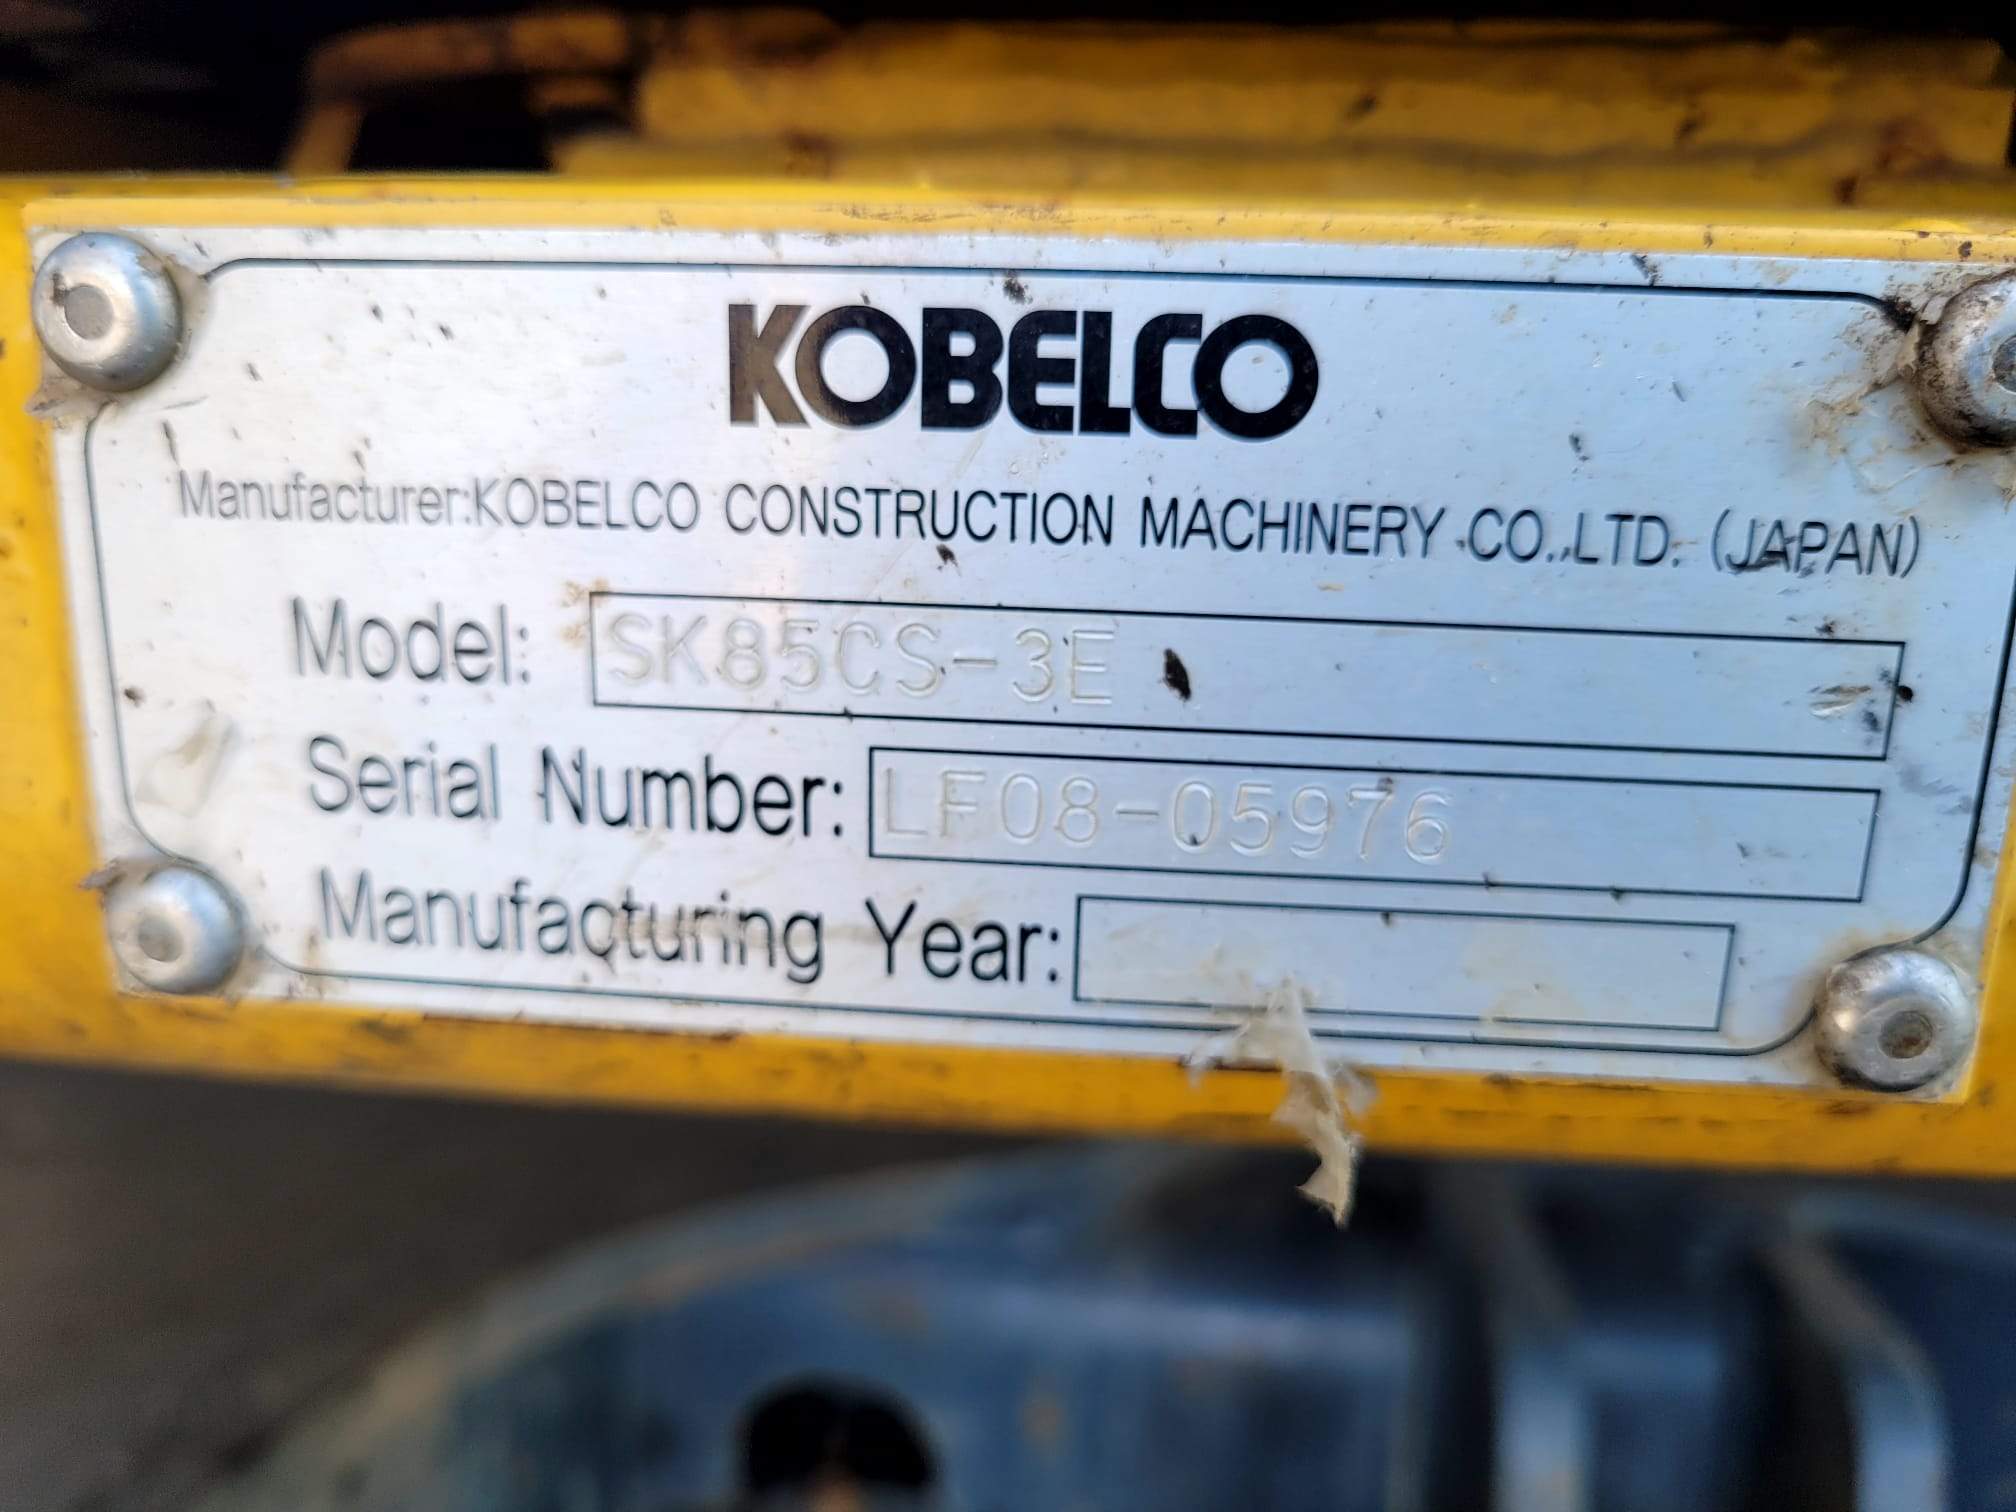 KOBELCO
Manufacturer:KOBELCO CONSTRUCTION MACHINERY CO.,LTD. (JAPAN)
Model: SK85CS-3E
Serial Number: LF08-05976
Manufacturing Year: